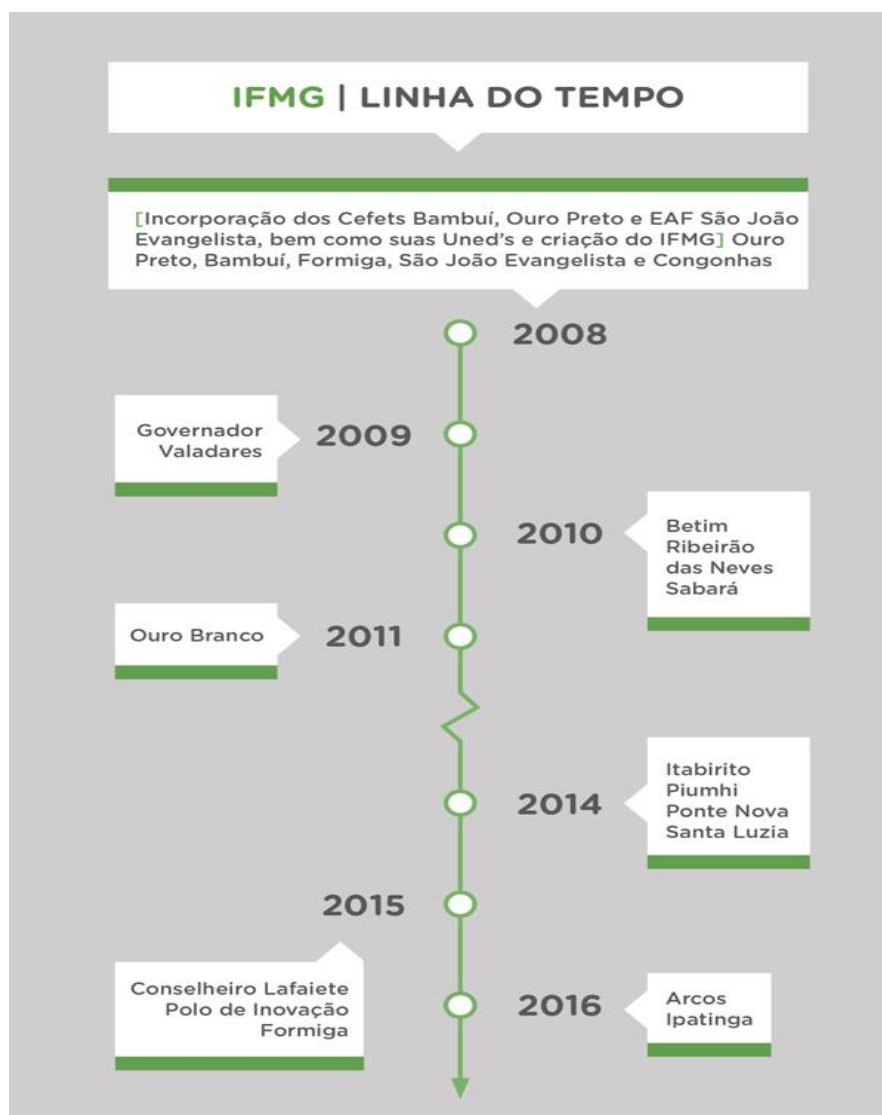 IFMG | LINHA DO TEMPO
[Incorporação dos Cefets Bambuí, Ouro Preto e EAF São João
Evangelista, bem como suas Uned's e criação do IFMG] Ouro
Preto, Bambuí, Formiga, São João Evangelista e Congonhas
2008
Governador
Valadares
2009
2010
Betim
Ribeirão
das Neves
Sabará
Ouro Branco
2011
2014
Itabirito
Piumhi
Ponte Nova
Santa Luzia
2015
Conselheiro Lafaiete
Polo de Inovação
Formiga
2016
Arcos
Ipatinga